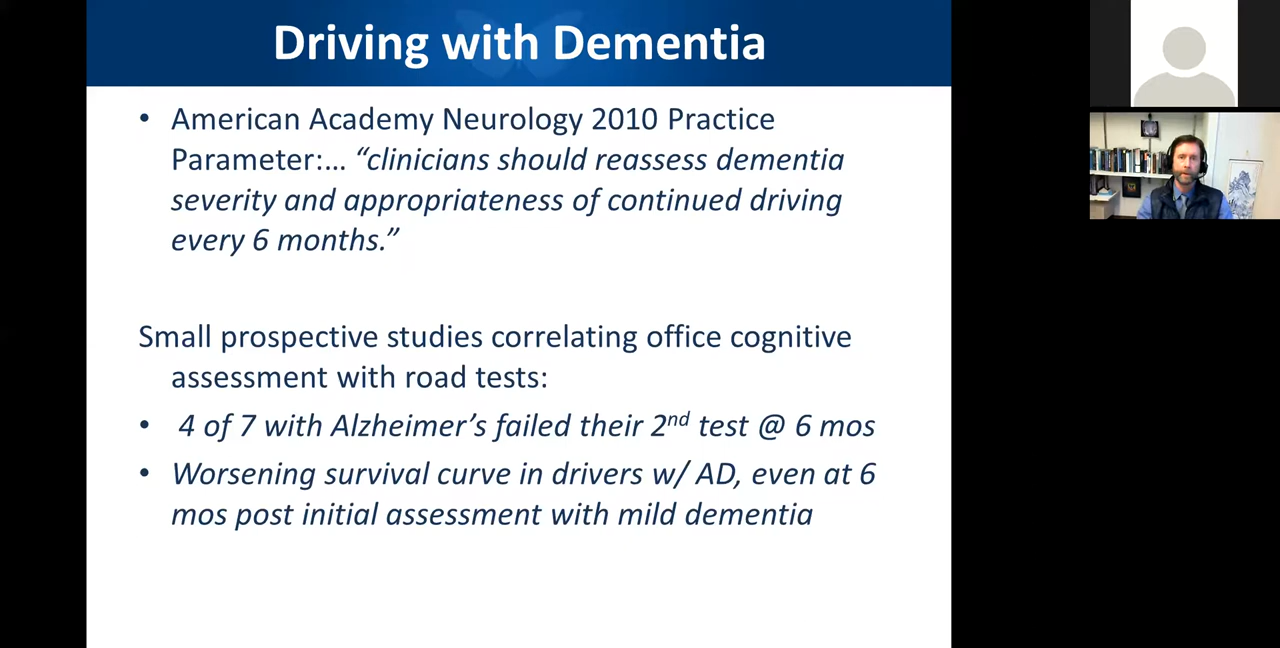 Driving with Dementia
• American Academy Neurology 2010 Practice
Parameter:... “clinicians should reassess dementia
severity and appropriateness of continued driving
every 6 months.”
Small prospective studies correlating office cognitive
assessment with road tests:
• 4 of 7 with Alzheimer’s failed their 2nd test @ 6 mos
• Worsening survival curve in drivers w/ AD, even at 6
mos post initial assessment with mild dementia